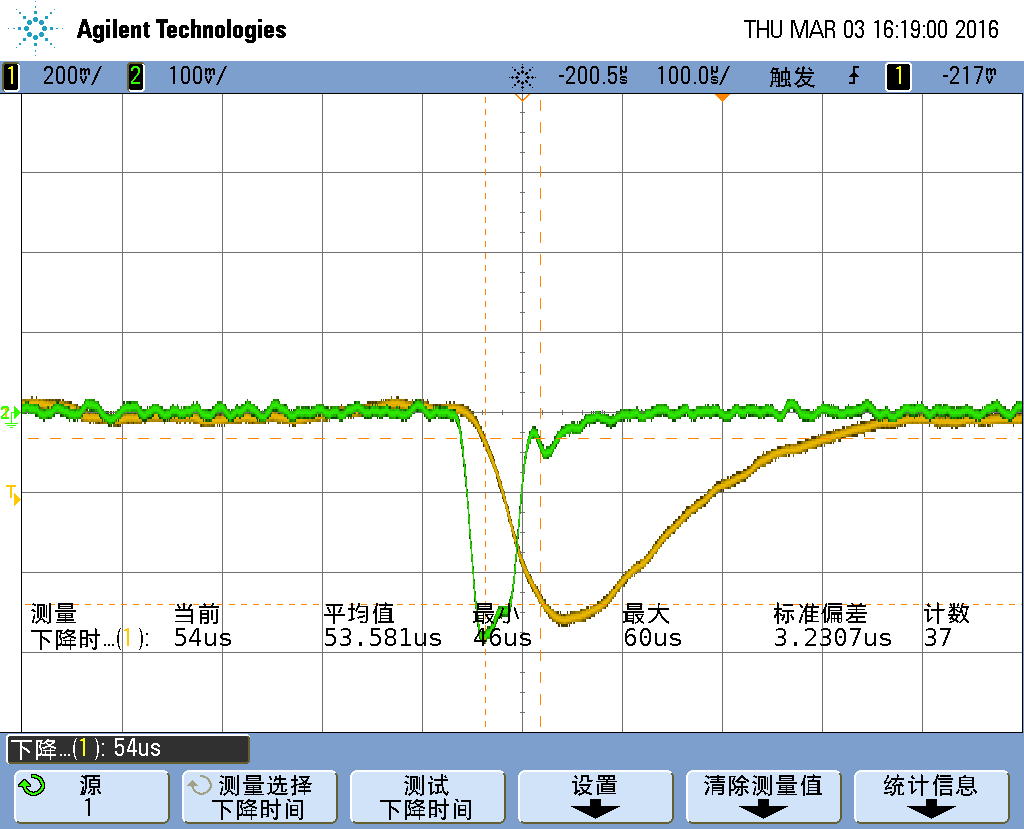 Agilent Technologies THU MAR 03 16:19:00 2016
1 200mV/ 2 100mV/ -200.5us 100.0us/ 触发 1 -217mV
2
T
测量 当前 平均值 最小 最大 标准偏差 计数
下降时…(1): 54us 53.581us 46us 60us 3.2307us 37
下降…(1): 54us
源 测量选择 测试 设置 清除测量值 统计信息
1 下降时间 下降时间